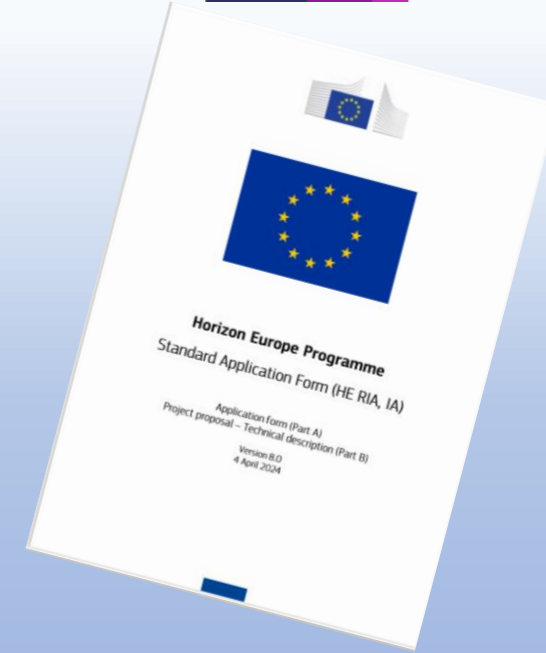 Horizon Europe Programme
Standard Application Form (HE RIA, IA)
Application form (Part A)
Project proposal – Technical description (Part B)
Version 8.0
4 April 2024